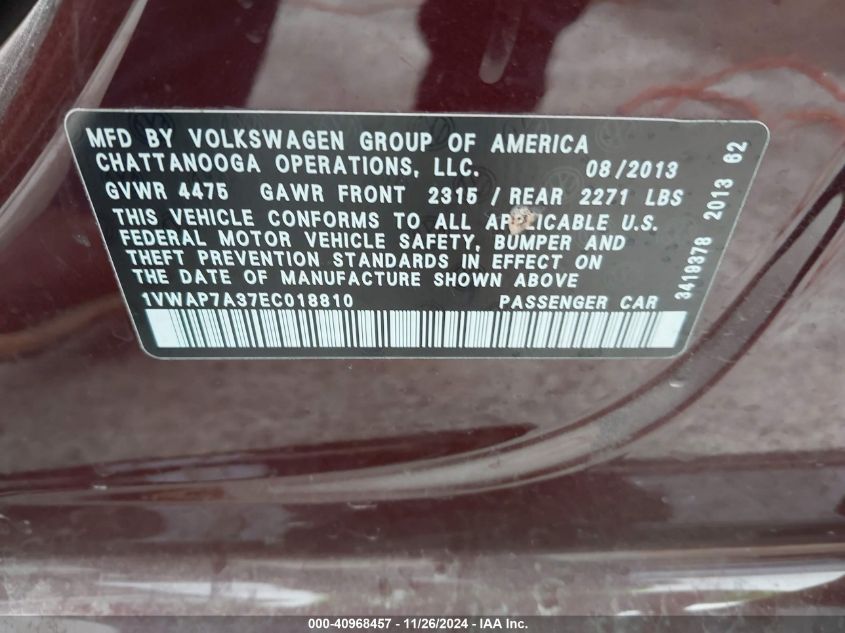 MFD BY VOLKSWAGEN GROUP OF AMERICA
CHATTANOOGA OPERATIONS, LLC. 08/2013
GVWR 4475 GAWR FRONT 2315 / REAR 2271 LBS
THIS VEHICLE CONFORMS TO ALL APPLICABLE U.S.
FEDERAL MOTOR VEHICLE SAFETY, BUMPER AND
THEFT PREVENTION STANDARDS IN EFFECT ON
THE DATE OF MANUFACTURE SHOWN ABOVE
1VWAP7A37EC018810 PASSENGER CAR
3419378 2013 62
000-40968457 - 11/26/2024 - IAA Inc.